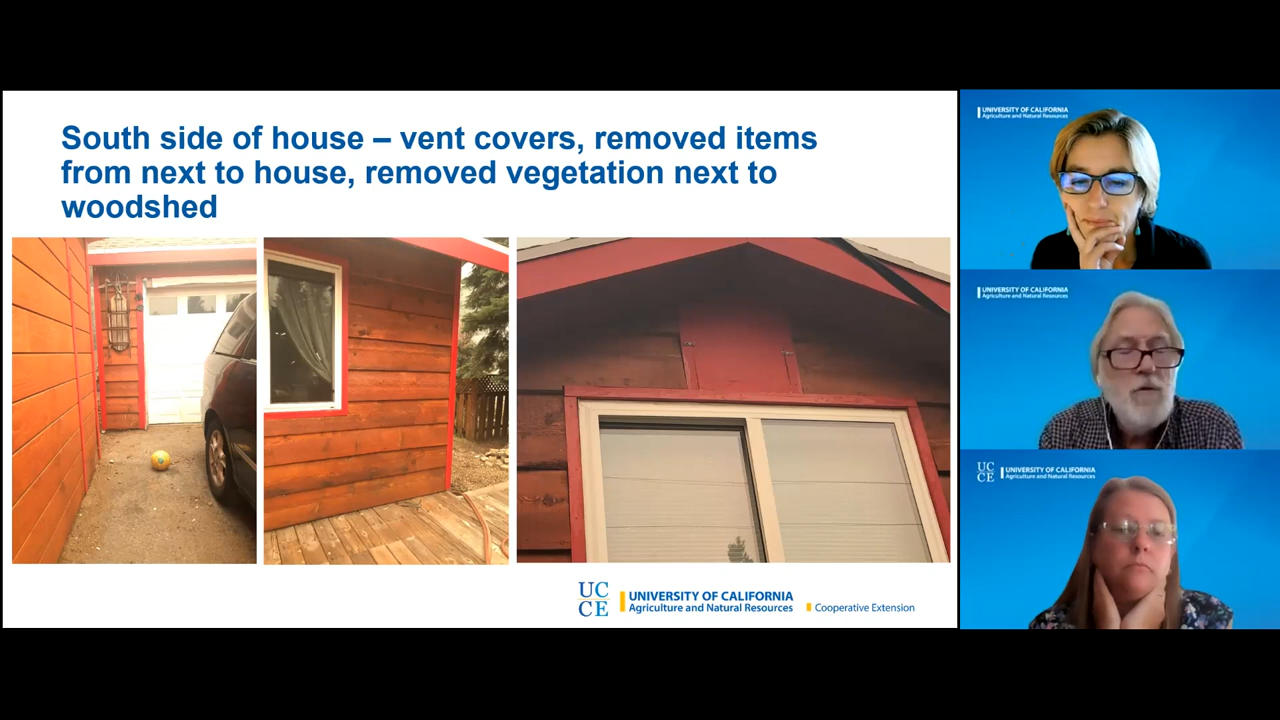 South side of house – vent covers, removed items
from next to house, removed vegetation next to
woodshed
UC
CE
UNIVERSITY OF CALIFORNIA
Agriculture and Natural Resources
Cooperative Extension
UNIVERSITY OF CALIFORNIA
Agriculture and Natural Resources
UNIVERSITY OF CALIFORNIA
Agriculture and Natural Resources
UC
CE
UNIVERSITY OF CALIFORNIA
Agriculture and Natural Resources